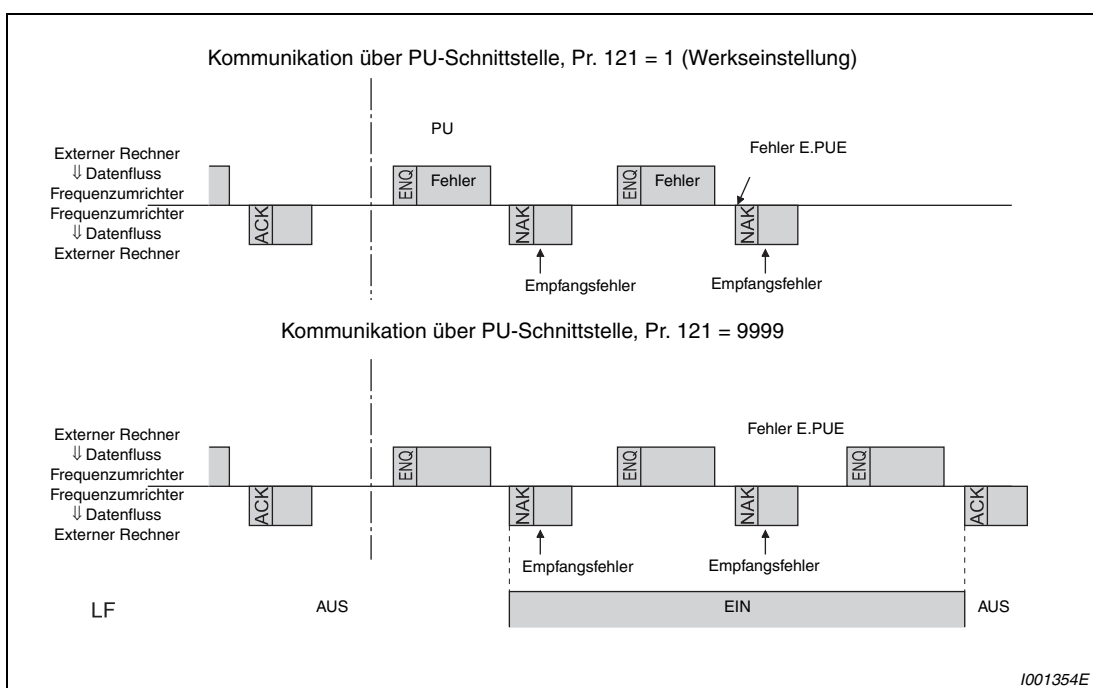 Kommunikation über PU-Schnittstelle, Pr. 121 = 1 (Werkseinstellung)
PU
Fehler E.PUE
Externer Rechner
⇓ Datenfluss
Frequenzumrichter
Frequenzumrichter
⇓ Datenfluss
Externer Rechner
ENQ
Fehler
ENQ
Fehler
ACK
NAK
NAK
Empfangsfehler
Empfangsfehler
Kommunikation über PU-Schnittstelle, Pr. 121 = 9999
Fehler E.PUE
Externer Rechner
⇓ Datenfluss
Frequenzumrichter
Frequenzumrichter
⇓ Datenfluss
Externer Rechner
ENQ
ENQ
ENQ
ACK
NAK
NAK
ACK
Empfangsfehler
Empfangsfehler
LF
AUS
EIN
AUS
I001354E